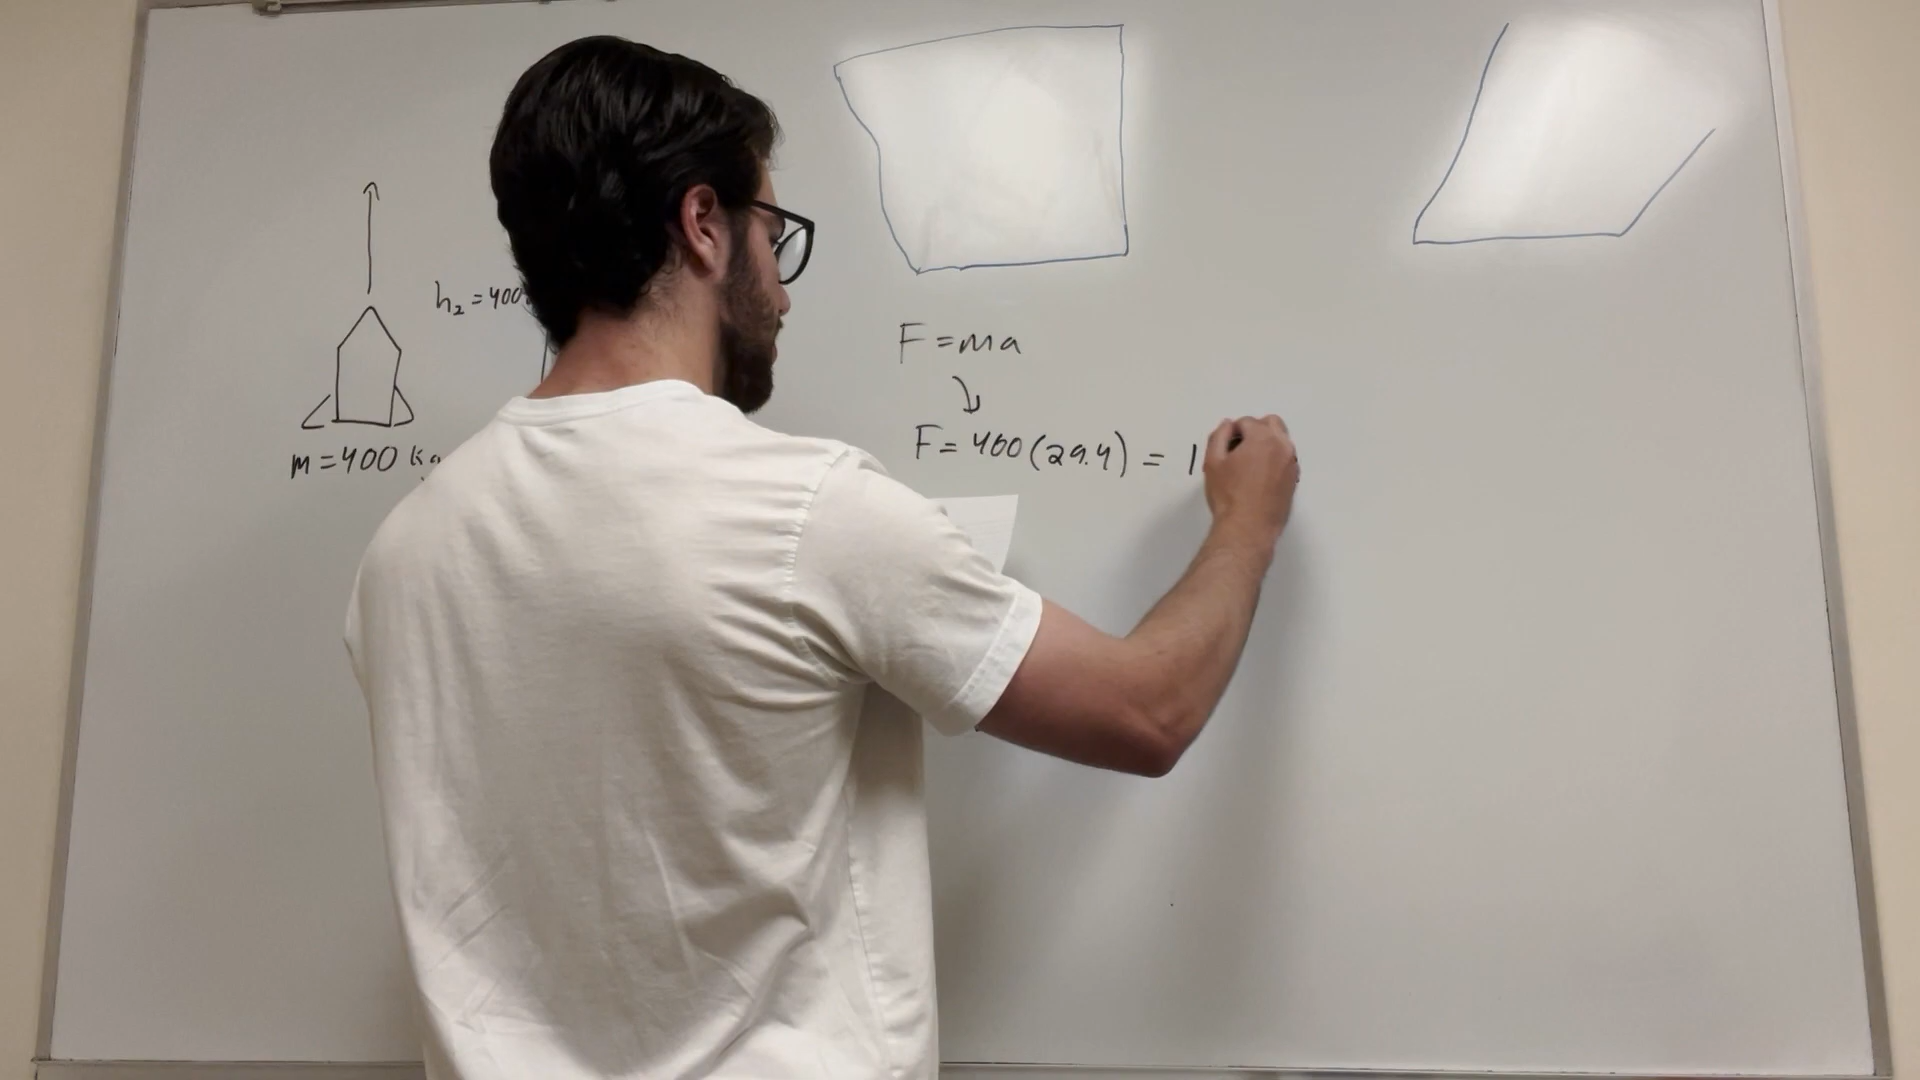 h₂ = 400
m = 400 kg
F = ma
F = 400 (29.4) = 1